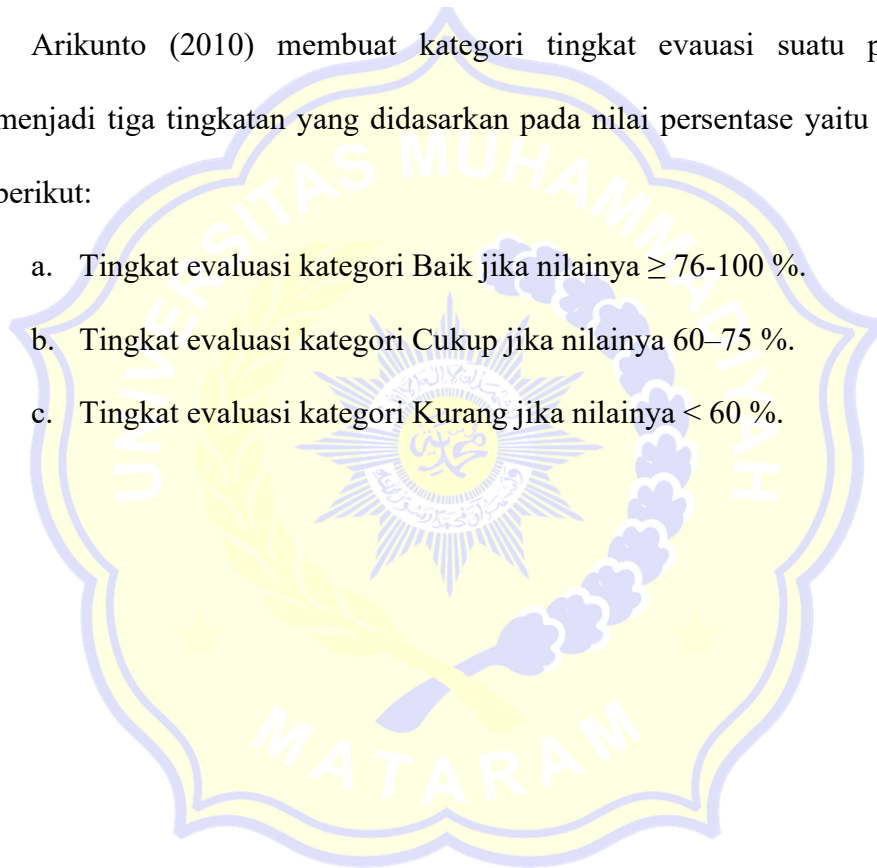 Arikunto (2010) membuat kategori tingkat evauasi suatu p
menjadi tiga tingkatan yang didasarkan pada nilai persentase yaitu
berikut:
a. Tingkat evaluasi kategori Baik jika nilainya ≥ 76-100 %.
b. Tingkat evaluasi kategori Cukup jika nilainya 60–75 %.
c. Tingkat evaluasi kategori Kurang jika nilainya < 60 %.
UNIVERSITAS MUHAMMADIYAH
MATARAM